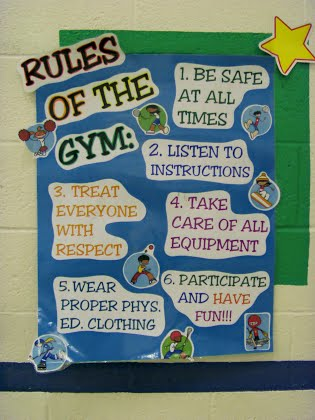 RULES
OF THE
GYM:
1. BE SAFE
AT ALL
TIMES
2. LISTEN TO
INSTRUCTIONS
3. TREAT
EVERYONE
WITH
RESPECT
4. TAKE
CARE OF ALL
EQUIPMENT
5. WEAR
PROPER PHYS.
ED. CLOTHING
6. PARTICIPATE
AND HAVE
FUN!!!